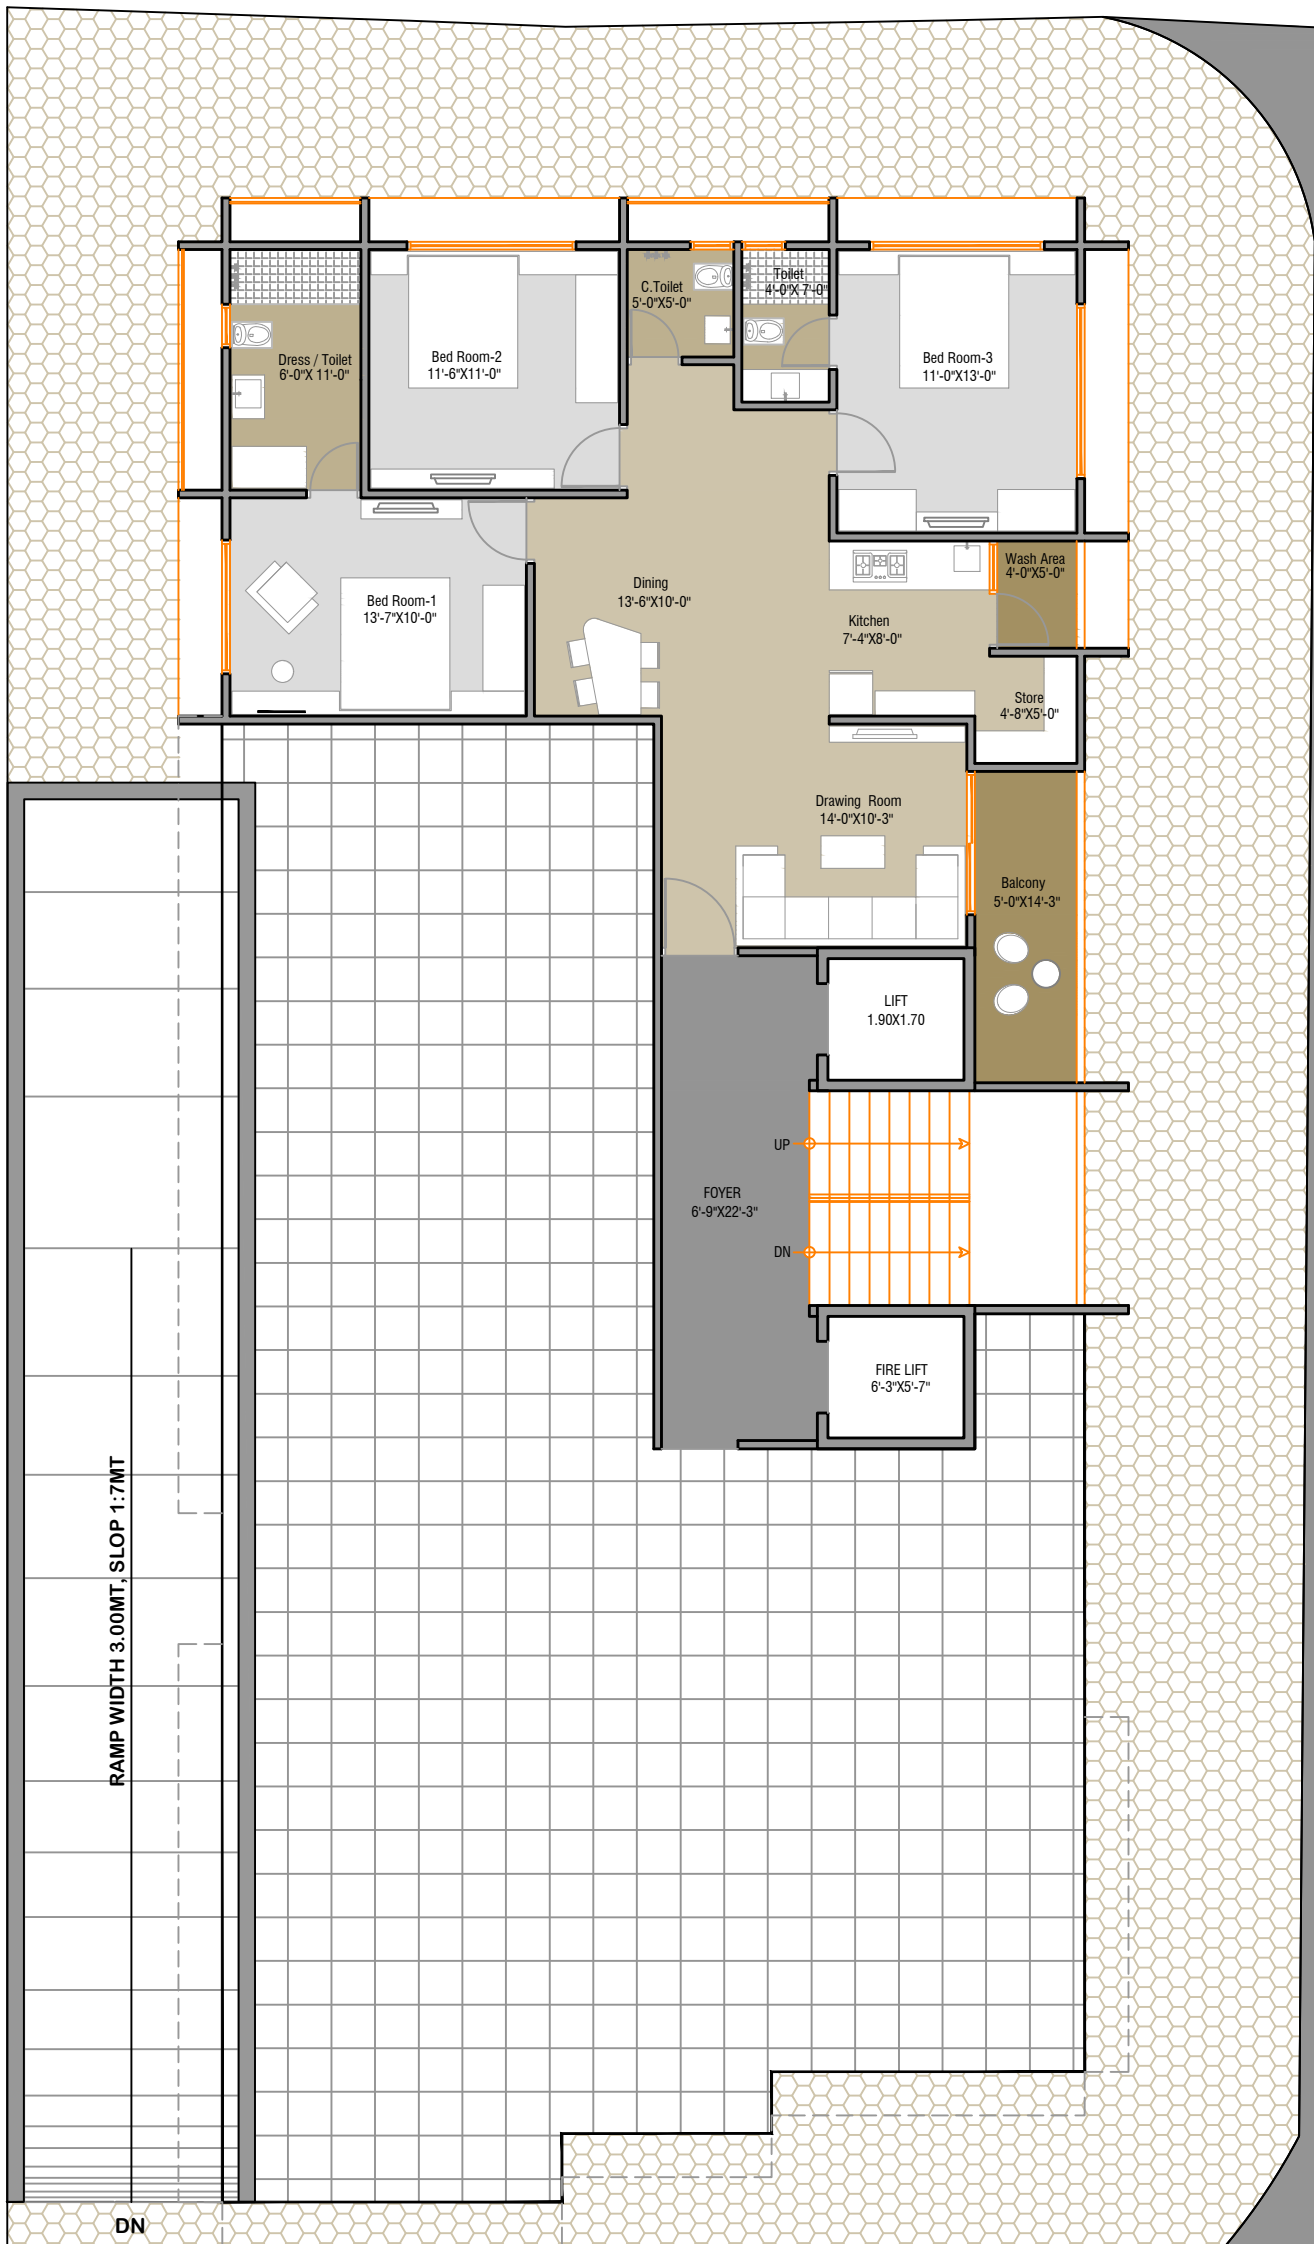 Toilet
4'-0"X 7'-0"
C.Toilet
5'-0"X5'-0"
Dress / Toilet
6'-0"X 11'-0"
Bed Room-2
11'-6"X11'-0"
Bed Room-3
11'-0"X13'-0"
Wash Area
4'-0"X5'-0"
Dining
13'-6"X10'-0"
Bed Room-1
13'-7"X10'-0"
Kitchen
7'-4"X8'-0"
Store
4'-8"X5'-0"
Drawing Room
14'-0"X10'-3"
Balcony
5'-0"X14'-3"
LIFT
1.90X1.70
UP
FOYER
6'-9"X22'-3"
DN
FIRE LIFT
6'-3"X5'-7"
RAMP WIDTH 3.00MT, SLOP 1:7MT
DN